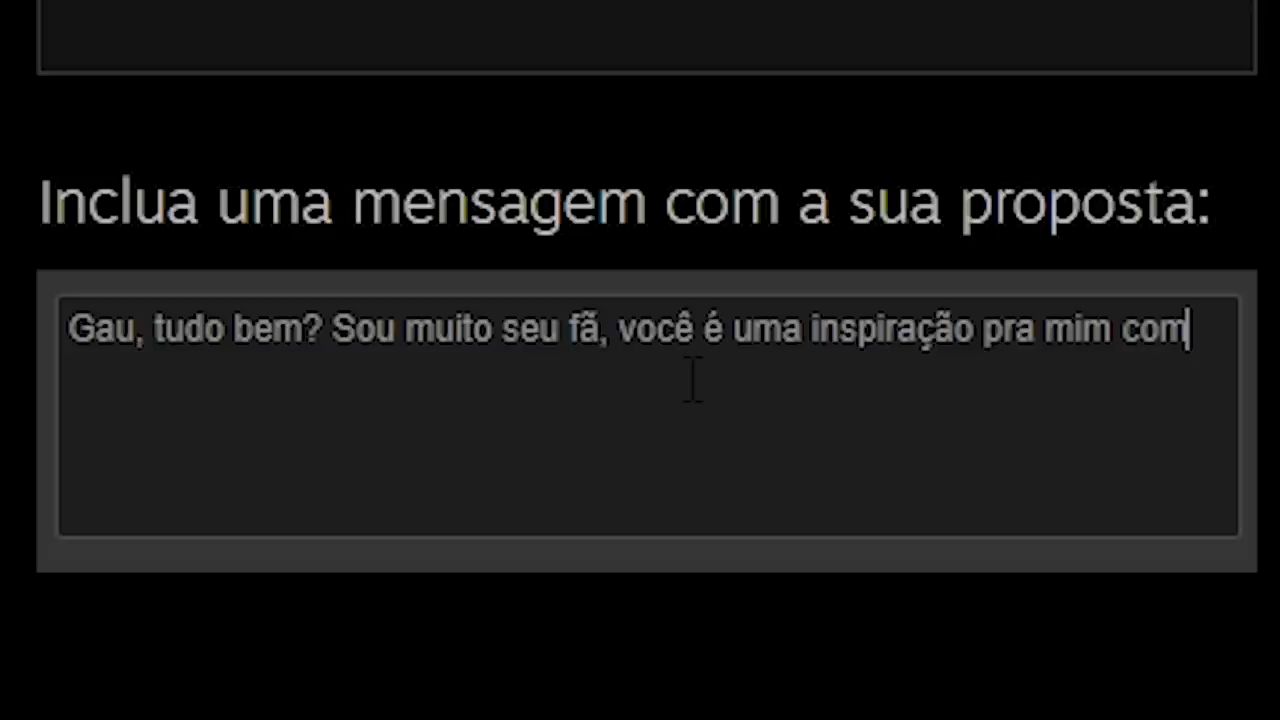 Inclua uma mensagem com a sua proposta:
Gau, tudo bem? Sou muito seu fã, você é uma inspiração pra mim com